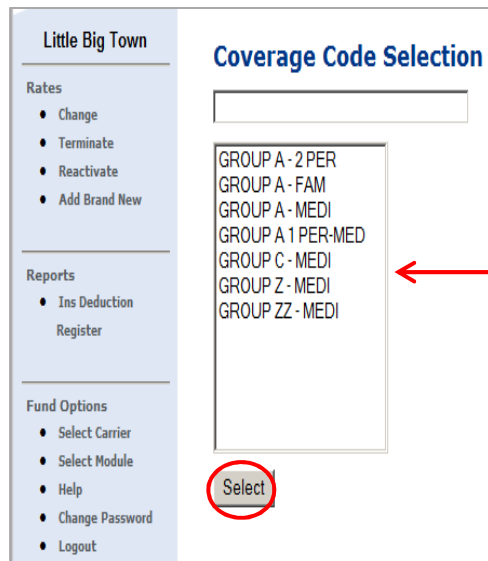 Little Big Town
Rates
Change
Terminate
Reactivate
Add Brand New
Reports
Ins Deduction
Register
Fund Options
Select Carrier
Select Module
Help
Change Password
Logout
Coverage Code Selection
GROUP A - 2 PER
GROUP A - FAM
GROUP A - MEDI
GROUP A 1 PER-MED
GROUP C - MEDI
GROUP Z - MEDI
GROUP ZZ - MEDI
Select